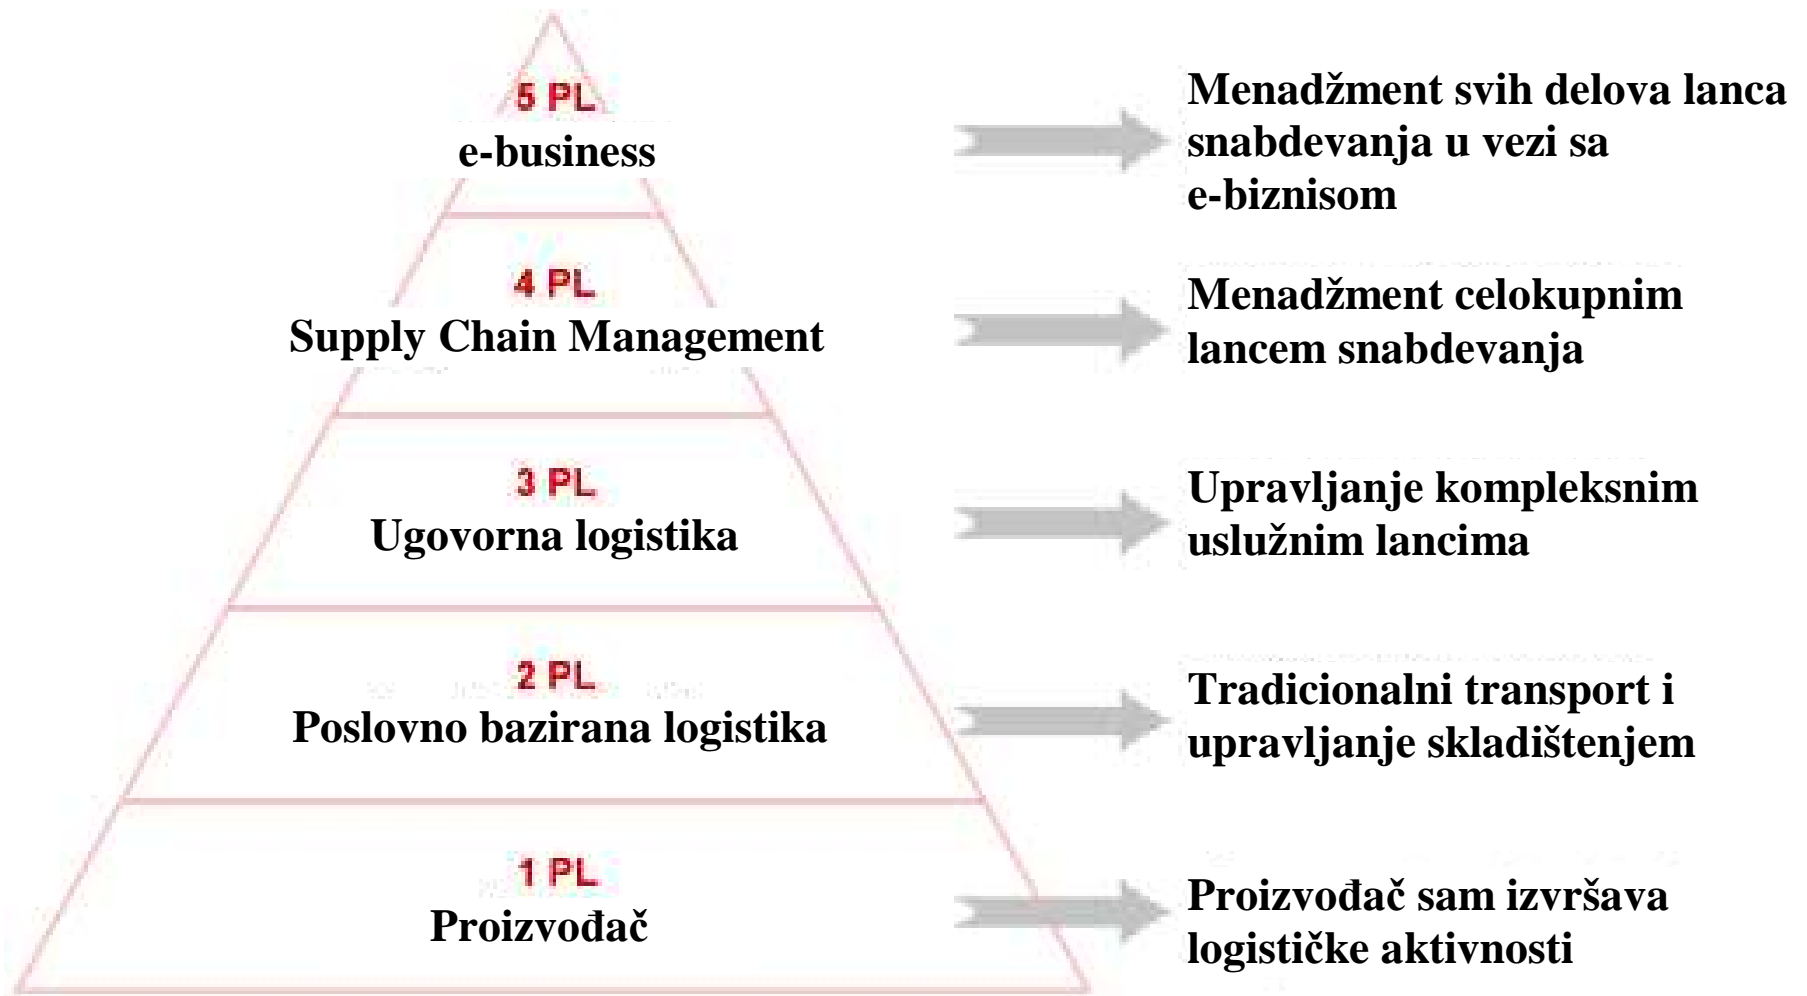 5 PL
e-business
Menadžment svih delova lanca
snabdevanja u vezi sa
e-biznisom
4 PL
Supply Chain Management
Menadžment celokupnim
lancem snabdevanja
3 PL
Ugovorna logistika
Upravljanje kompleksnim
uslužnim lancima
2 PL
Poslovno bazirana logistika
Tradicionalni transport i
upravljanje skladištenjem
1 PL
Proizvođač
Proizvođač sam izvršava
logističke aktivnosti